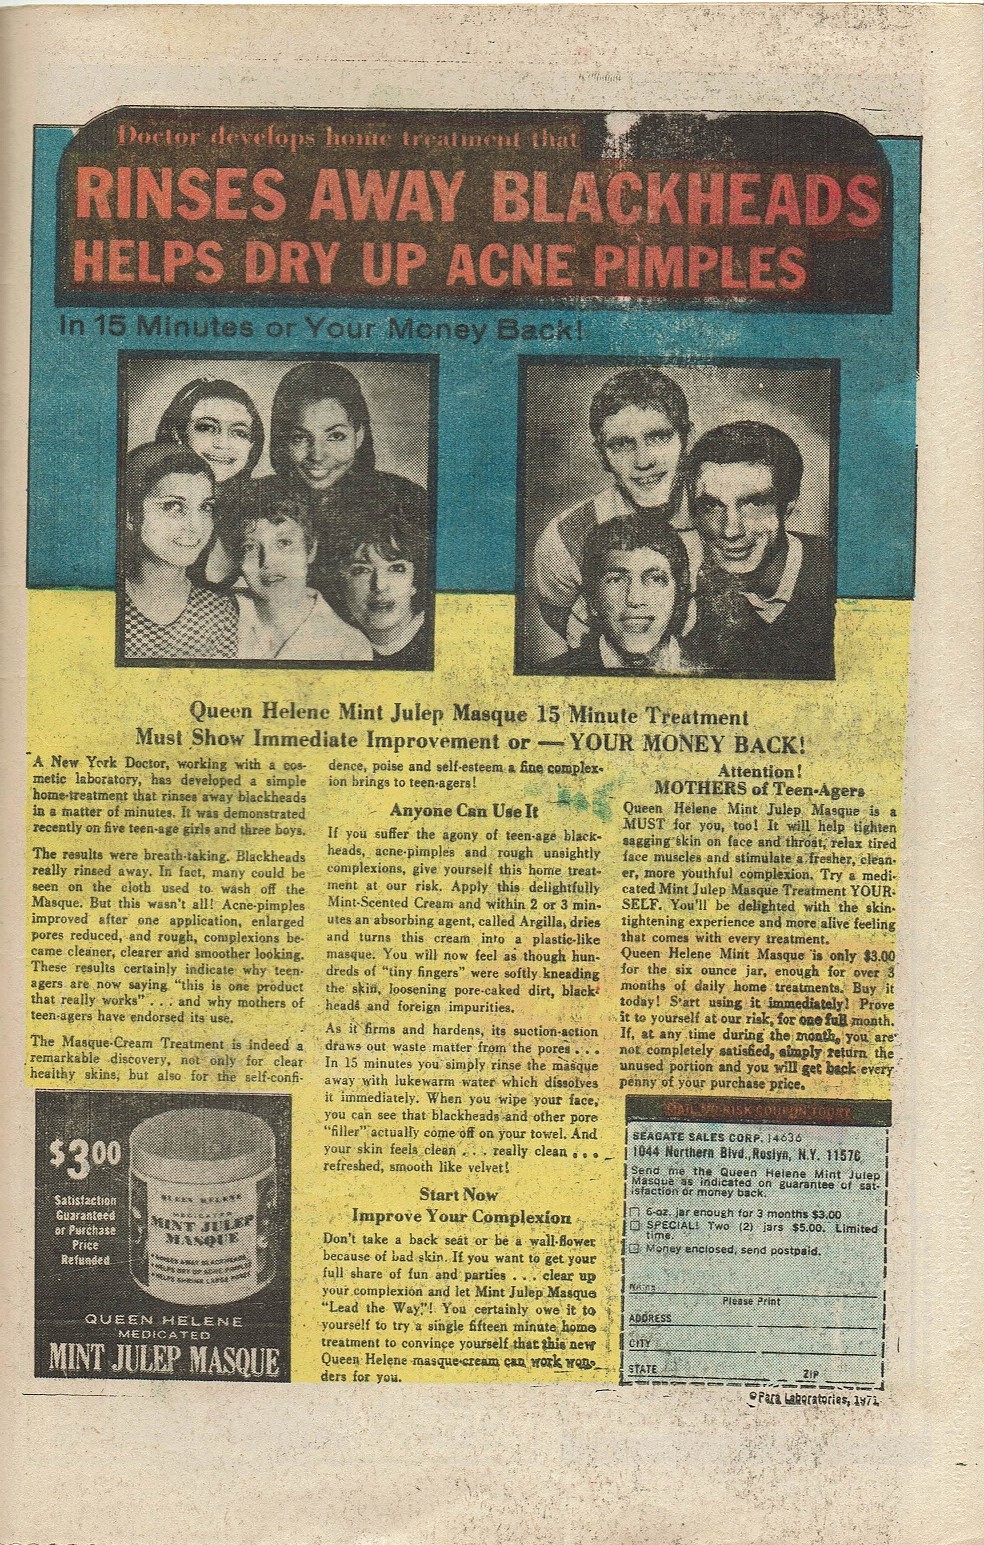 Doctor develops home treatment that
RINSES AWAY BLACKHEADS
HELPS DRY UP ACNE PIMPLES
In 15 Minutes or Your Money Back!
Queen Helene Mint Julep Masque 15 Minute Treatment
Must Show Immediate Improvement or — YOUR MONEY BACK!
A New York Doctor, working with a cos-
metic laboratory, has developed a simple
home-treatment that rinses away blackheads
in a matter of minutes. It was demonstrated
recently on five teen-age girls and three boys.
The results were breath-taking. Blackheads
really rinsed away. In fact, many could be
seen on the cloth used to wash off the
Masque. But this wasn't all! Acne-pimples
improved after one application, enlarged
pores reduced, and rough, complexions be-
came cleaner, clearer and smoother looking.
These results certainly indicate why teen-
agers are now saying "this is one product
that really works" . . . and why mothers of
teen-agers have endorsed its use.
The Masque-Cream Treatment is indeed a
remarkable discovery, not only for clear
healthy skins, but also for the self-confi-
$3.00
Satisfaction
Guaranteed
or Purchase
Price
Refunded
QUEEN HELENE
MEDICATED
MINT JULEP
MASQUE
• RINSES AWAY BLACKHEADS
• HELPS DRY UP ACNE PIMPLES
• HELPS SHRINK LARGE PORES
QUEEN HELENE
MEDICATED
MINT JULEP MASQUE
dence, poise and self-esteem a fine complex-
ion brings to teen-agers!
Anyone Can Use It
If you suffer the agony of teen-age black-
heads, acne-pimples and rough unsightly
complexions, give yourself this home treat-
ment at our risk. Apply this delightfully
Mint-Scented Cream and within 2 or 3 min-
utes an absorbing agent, called Argilla, dries
and turns this cream into a plastic-like
masque. You will now feel as though hun-
dreds of "tiny fingers" were softly kneading
the skin, loosening pore-caked dirt, black-
heads and foreign impurities.
As it firms and hardens, its suction-action
draws out waste matter from the pores . . .
In 15 minutes you simply rinse the masque
away with lukewarm water which dissolves
it immediately. When you wipe your face,
you can see that blackheads and other pore
"filler" actually come off on your towel. And
your skin feels clean . . . really clean . . .
refreshed, smooth like velvet!
Start Now
Improve Your Complexion
Don't take a back seat or be a wall-flower
because of bad skin. If you want to get your
full share of fun and parties . . . clear up
your complexion and let Mint Julep Masque
"Lead the Way,"! You certainly owe it to
yourself to try a single fifteen minute home
treatment to convince yourself that this new
Queen Helene masque-cream can work won-
ders for you.
Attention!
MOTHERS of Teen-Agers
Queen Helene Mint Julep Masque is a
MUST for you, too! It will help tighten
sagging skin on face and throat, relax tired
face muscles and stimulate a fresher, clean-
er, more youthful complexion. Try a medi-
cated Mint Julep Masque Treatment YOUR-
SELF. You'll be delighted with the skin-
tightening experience and more alive feeling
that comes with every treatment.
Queen Helene Mint Masque is only $3.00
for the six ounce jar, enough for over 3
months of daily home treatments. Buy it
today! Start using it immediately! Prove
it to yourself at our risk, for one full month.
If, at any time during the month, you are
not completely satisfied, simply return the
unused portion and you will get back every
penny of your purchase price.
MAIL NO RISK COUPON TODAY
SEAGATE SALES CORP. 14636
1044 Northern Blvd., Roslyn, N.Y. 11576
Send me the Queen Helene Mint Julep
Masque as indicated on guarantee of sat-
isfaction or money back.
6-oz. jar enough for 3 months $3.00
SPECIAL! Two (2) jars $5.00. Limited
time.
Money enclosed, send postpaid.
NAME
Please Print
ADDRESS
CITY
STATE ZIP
©Para Laboratories, 1971